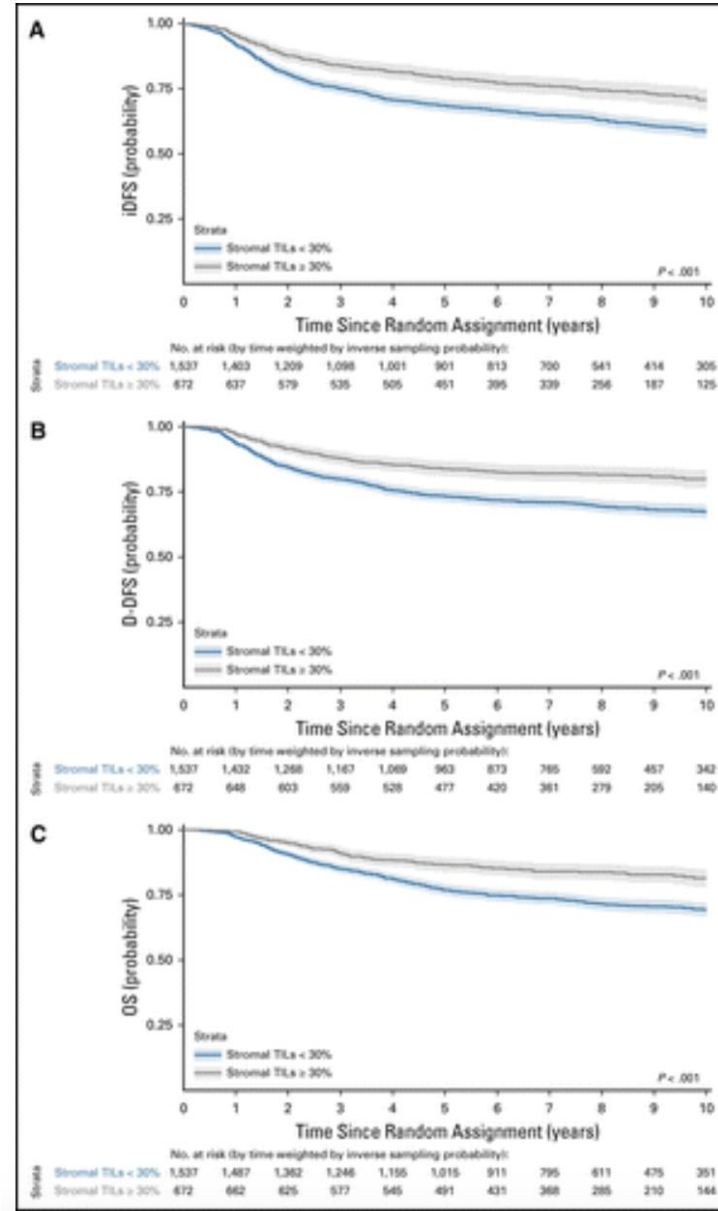 A
1.00
0.75
0.50
0.25
iDFS (probability)
Strata
Stromal TILs < 30%
Stromal TILs ≥ 30%
P < .001
0 1 2 3 4 5 6 7 8 9 10
Time Since Random Assignment (years)
No. at risk (by time weighted by inverse sampling probability):
Strata
Stromal TILs < 30% 1,537 1,403 1,209 1,098 1,001 901 813 700 541 414 305
Stromal TILs ≥ 30% 672 637 579 535 505 451 395 339 256 187 125
B
1.00
0.75
0.50
0.25
D-DFS (probability)
Strata
Stromal TILs < 30%
Stromal TILs ≥ 30%
P < .001
0 1 2 3 4 5 6 7 8 9 10
Time Since Random Assignment (years)
No. at risk (by time weighted by inverse sampling probability):
Strata
Stromal TILs < 30% 1,537 1,432 1,268 1,167 1,069 963 873 765 592 457 342
Stromal TILs ≥ 30% 672 648 603 559 528 477 420 361 279 205 140
C
1.00
0.75
0.50
0.25
OS (probability)
Strata
Stromal TILs < 30%
Stromal TILs ≥ 30%
P < .001
0 1 2 3 4 5 6 7 8 9 10
Time Since Random Assignment (years)
No. at risk (by time weighted by inverse sampling probability):
Strata
Stromal TILs < 30% 1,537 1,487 1,362 1,246 1,155 1,015 911 795 611 475 351
Stromal TILs ≥ 30% 672 662 625 577 545 491 431 368 285 210 144